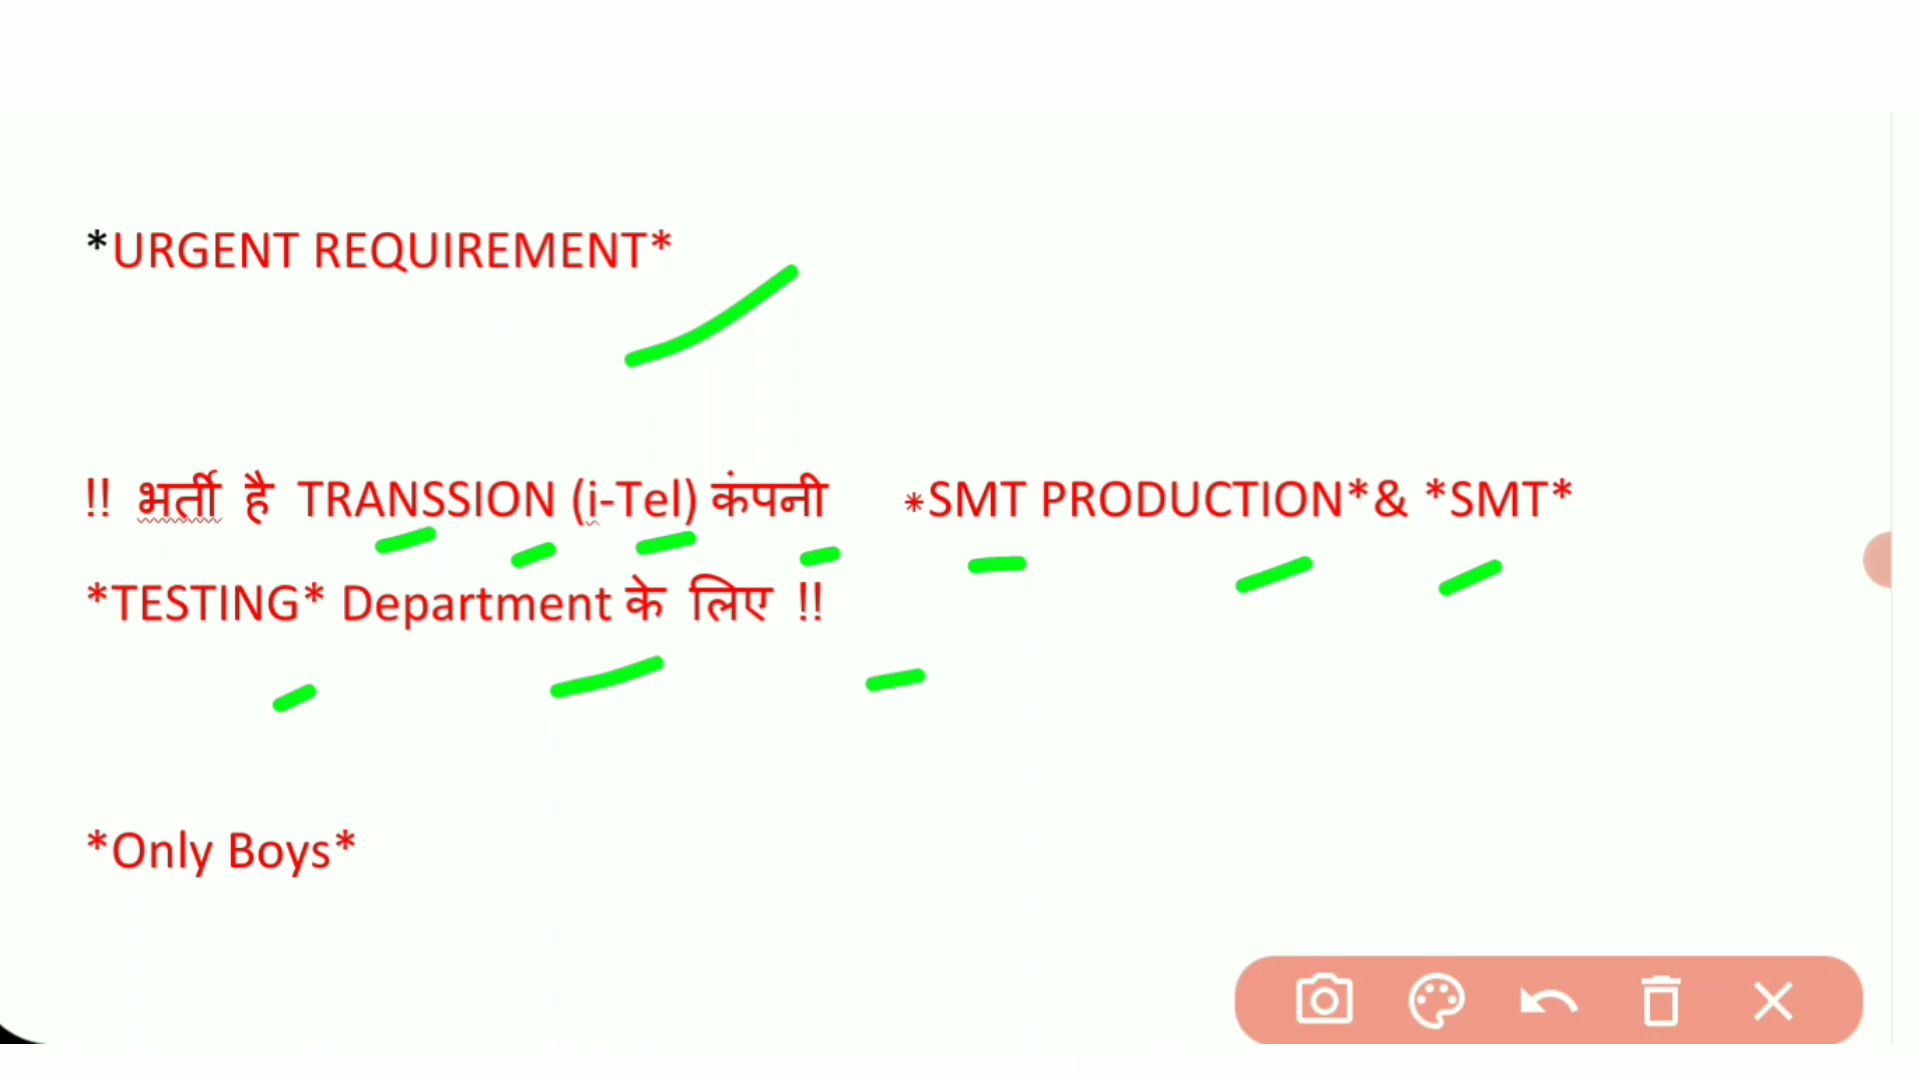 *URGENT REQUIREMENT*
!! भर्ती है TRANSSION (i-Tel) कंपनी *SMT PRODUCTION*& *SMT*
*TESTING* Department के लिए !!
*Only Boys*